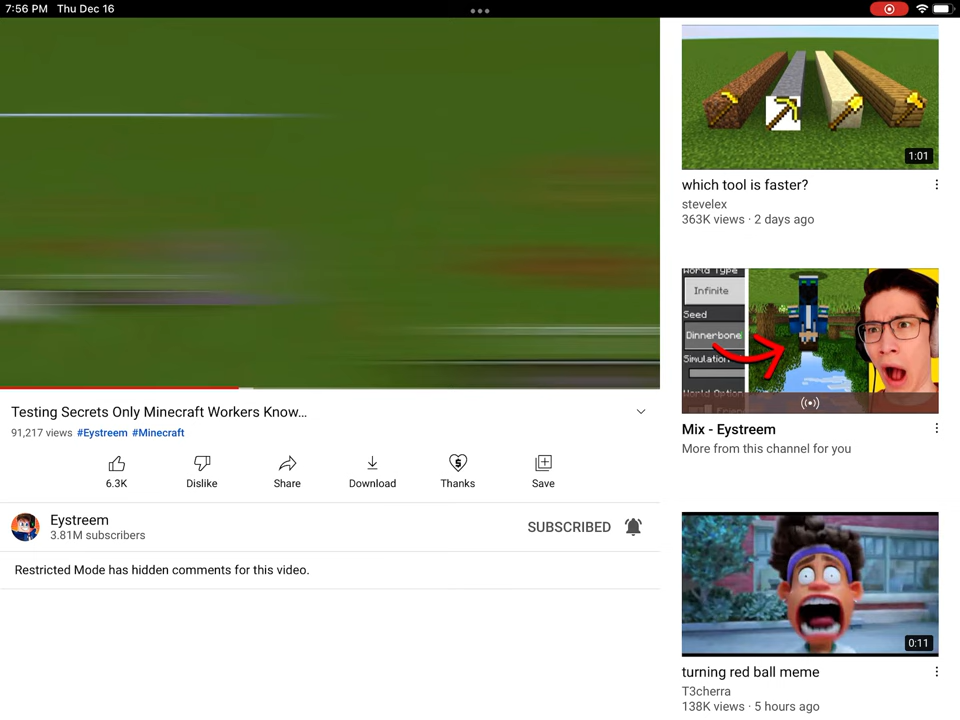 7:56 PM Thu Dec 16
1:01
which tool is faster?
stevelex
363K views · 2 days ago
World Type
Infinite
Seed
Dinnerbone
Simulation
World Option
Testing Secrets Only Minecraft Workers Know...
91,217 views #Eystreem #Minecraft
6.3K
Dislike
Share
Download
Thanks
Save
Eystreem
3.81M subscribers
SUBSCRIBED
Restricted Mode has hidden comments for this video.
Mix - Eystreem
More from this channel for you
0:11
turning red ball meme
T3cherra
138K views · 5 hours ago